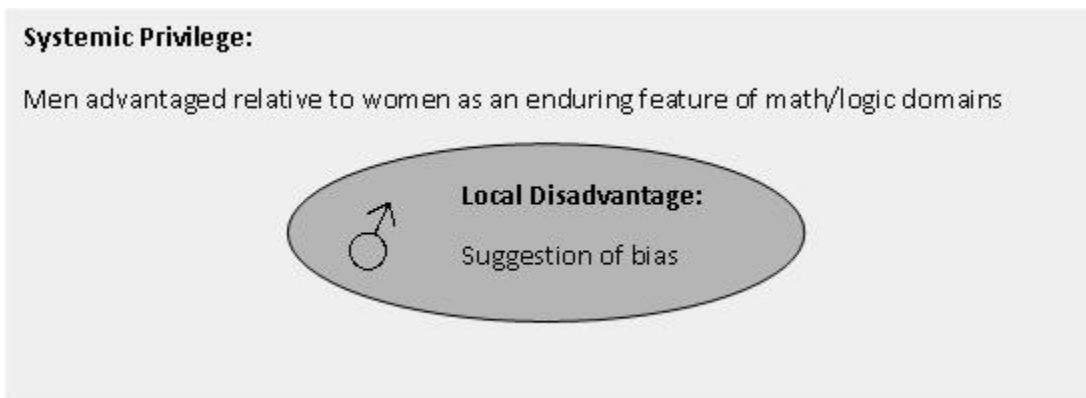 Systemic Privilege:
Men advantaged relative to women as an enduring feature of math/logic domains
Local Disadvantage:
Suggestion of bias